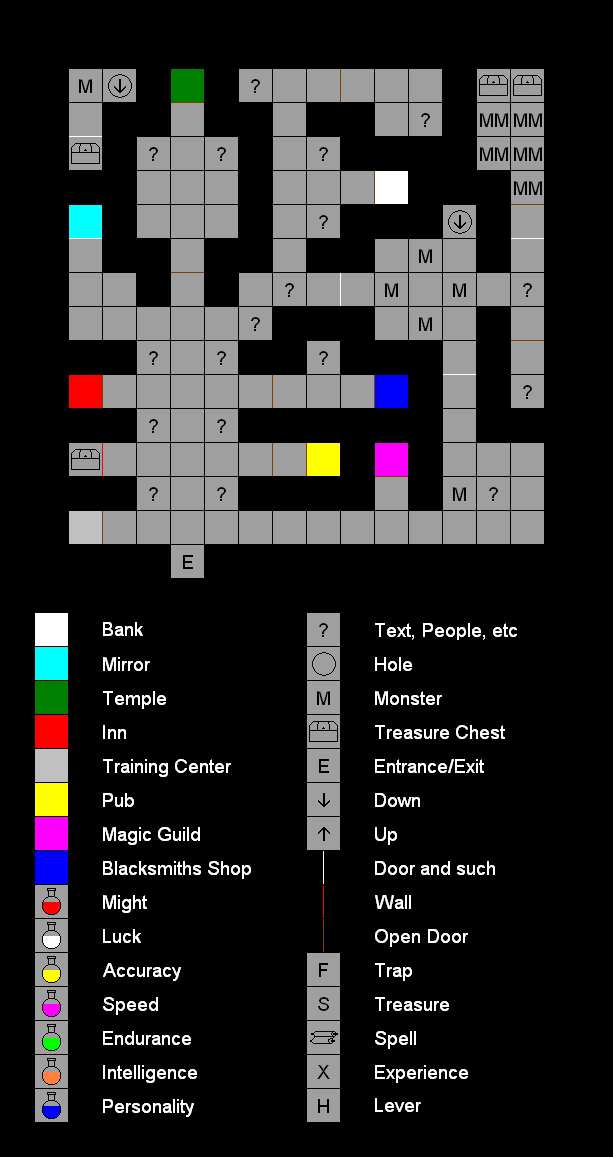 M ?
?
MM MM
? ? ? MM MM
MM
?
M
? M M ?
? M
? ? ?
?
? ?
? ? M ?
E
Bank ? Text, People, etc
Mirror Hole
Temple M Monster
Inn Treasure Chest
Training Center E Entrance/Exit
Pub Down
Magic Guild Up
Blacksmiths Shop Door and such
Might Wall
Luck Open Door
Accuracy F Trap
Speed S Treasure
Endurance Spell
Intelligence X Experience
Personality H Lever